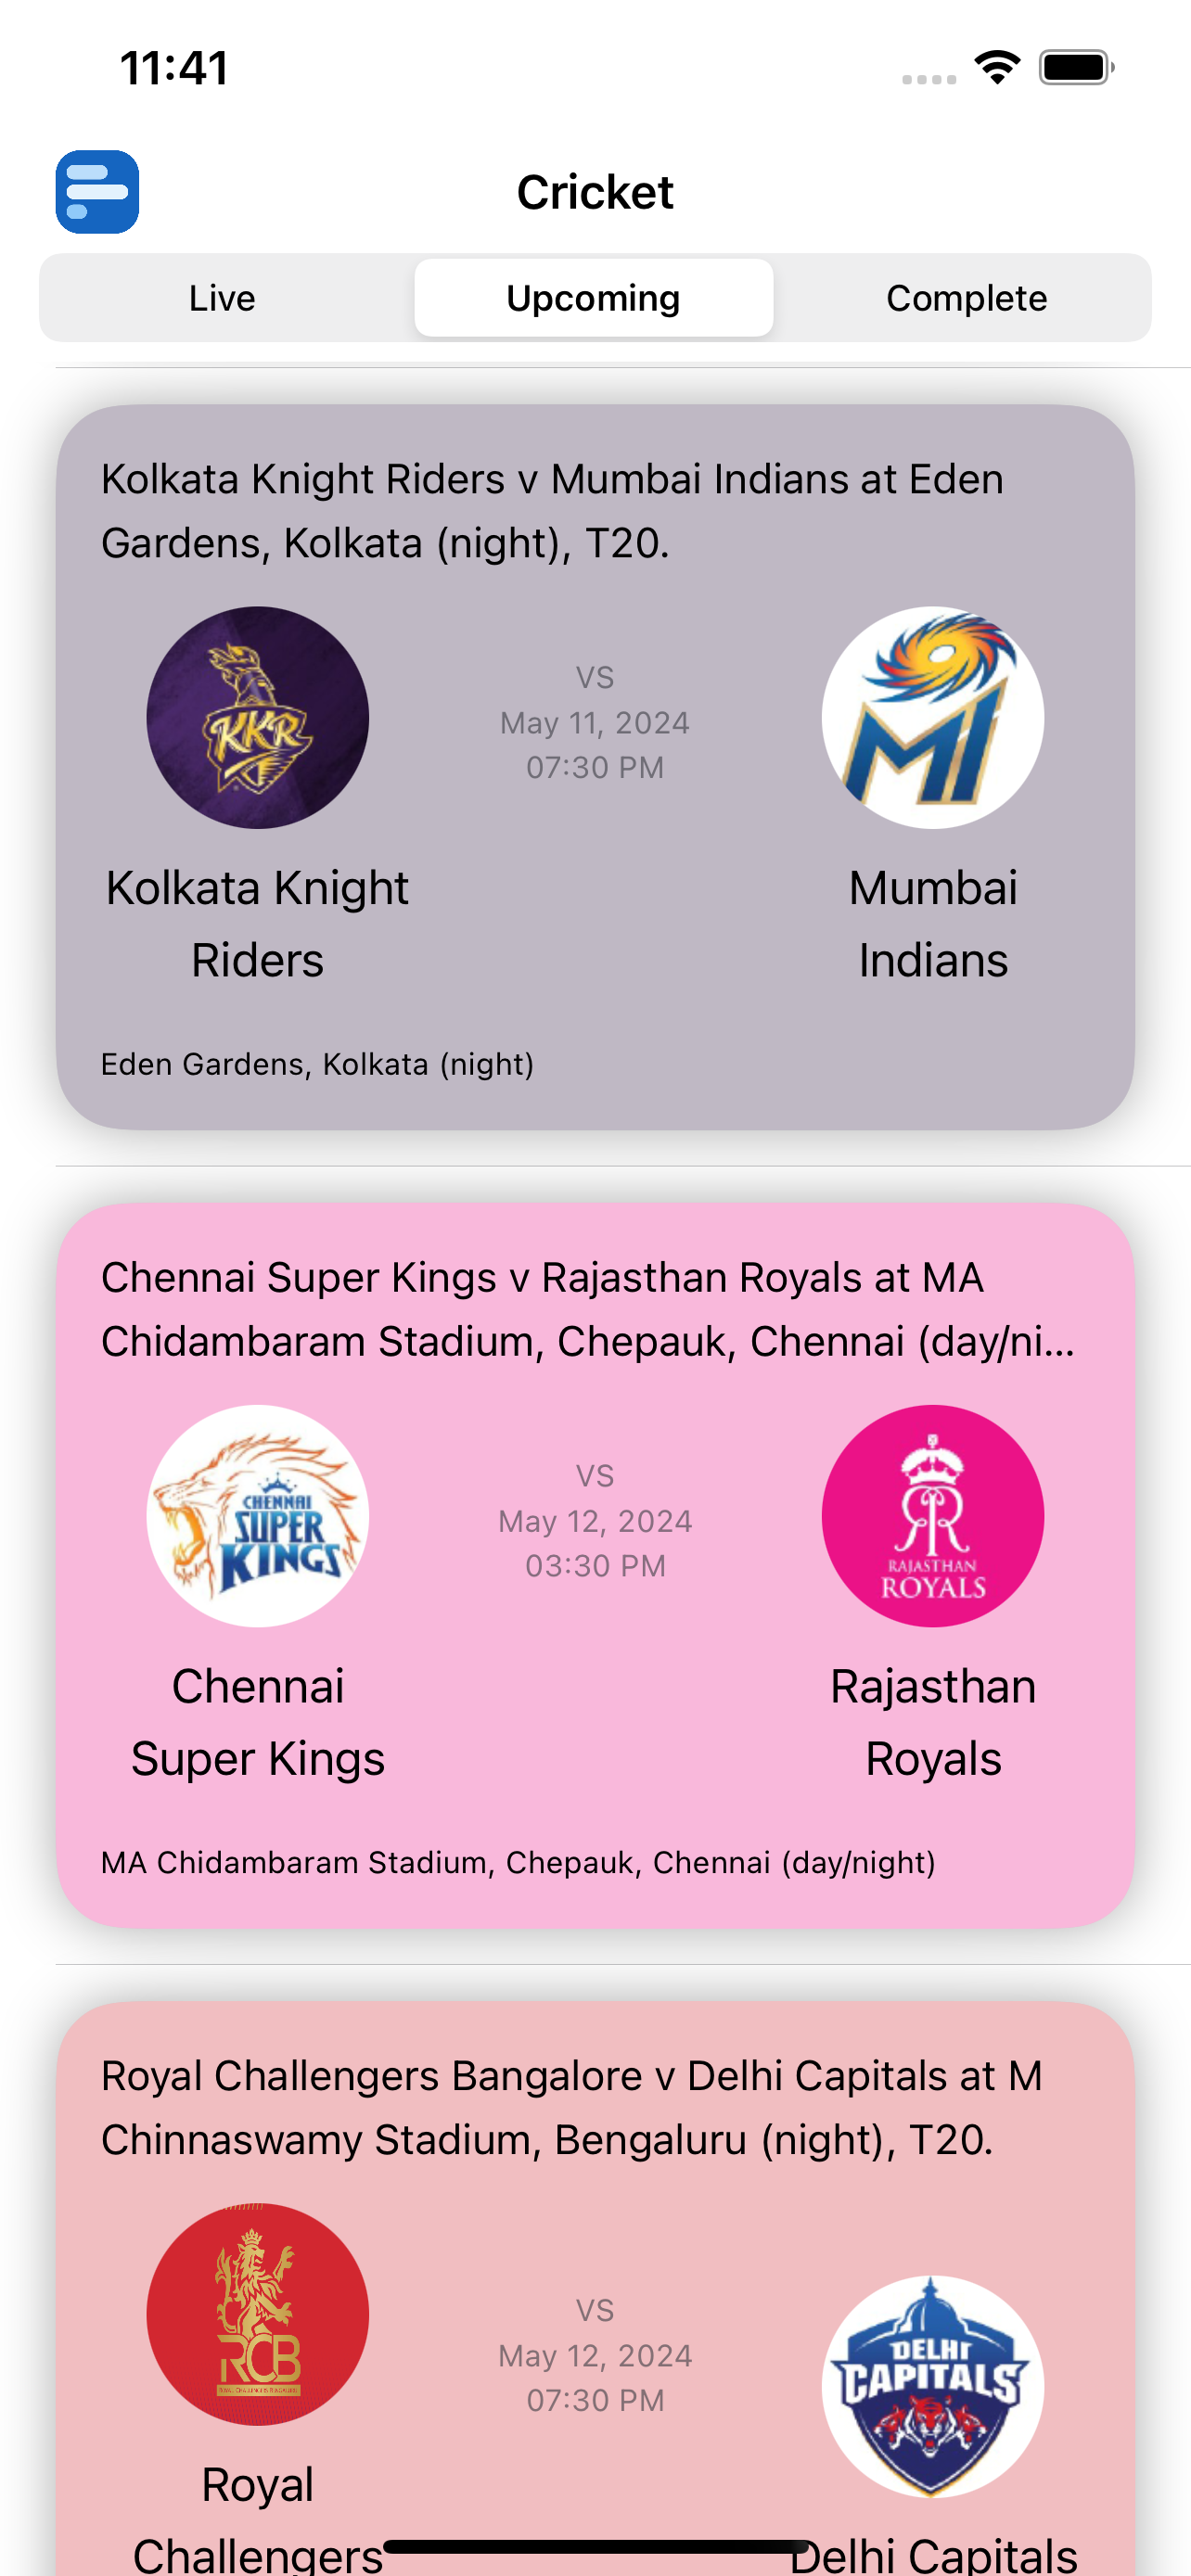 11:41
Cricket
Live
Upcoming
Complete
Kolkata Knight Riders v Mumbai Indians at Eden
Gardens, Kolkata (night), T20.
KKR
VS
May 11, 2024
07:30 PM
MI
Kolkata Knight
Riders
Mumbai
Indians
Eden Gardens, Kolkata (night)
Chennai Super Kings v Rajasthan Royals at MA
Chidambaram Stadium, Chepauk, Chennai (day/ni...
CHENNAI
SUPER
KINGS
VS
May 12, 2024
03:30 PM
R
RAJASTHAN
ROYALS
Chennai
Super Kings
Rajasthan
Royals
MA Chidambaram Stadium, Chepauk, Chennai (day/night)
Royal Challengers Bangalore v Delhi Capitals at M
Chinnaswamy Stadium, Bengaluru (night), T20.
RCB
VS
May 12, 2024
07:30 PM
DELHI
CAPITALS
Royal
Challengers
Delhi Capitals